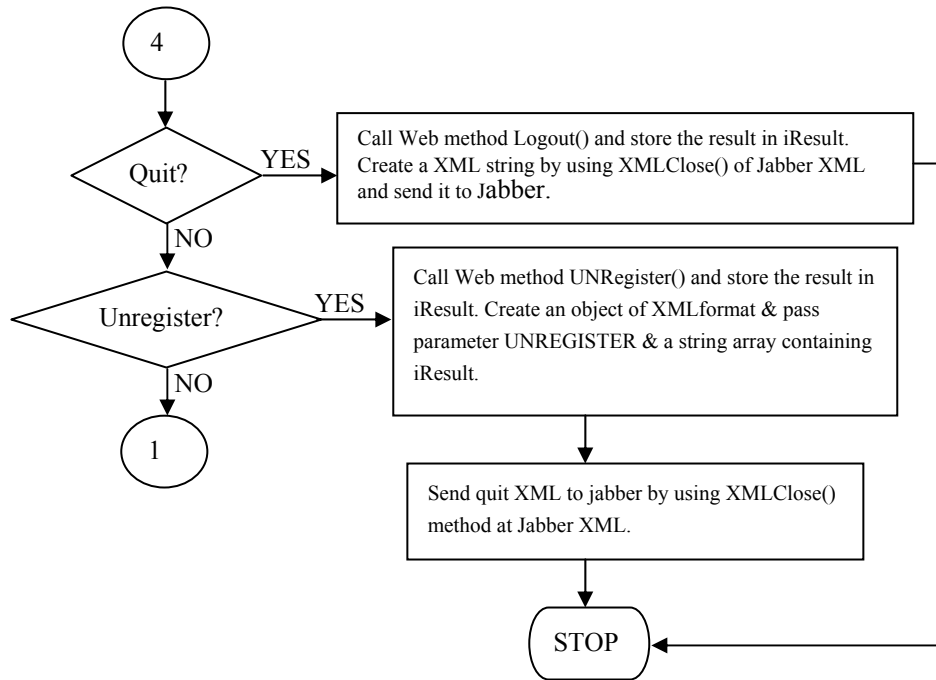 4
Quit?
YES
Call Web method Logout() and store the result in iResult.
Create a XML string by using XMLClose() of Jabber XML
and send it to Jabber.
NO
Unregister?
YES
Call Web method UNRegister() and store the result in
iResult. Create an object of XMLformat & pass
parameter UNREGISTER & a string array containing
iResult.
NO
1
Send quit XML to jabber by using XMLClose()
method at Jabber XML.
STOP